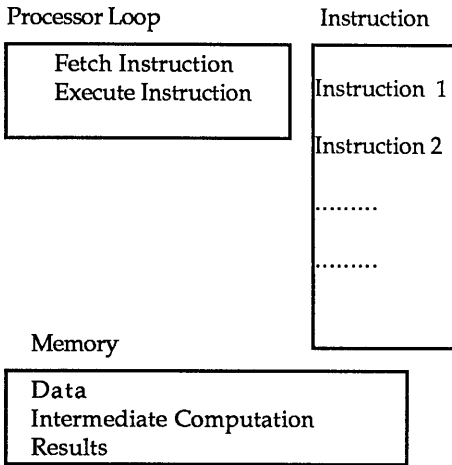 Processor Loop
Fetch Instruction
Execute Instruction
Instruction
Instruction 1
Instruction 2
.........
.........
Memory
Data
Intermediate Computation
Results